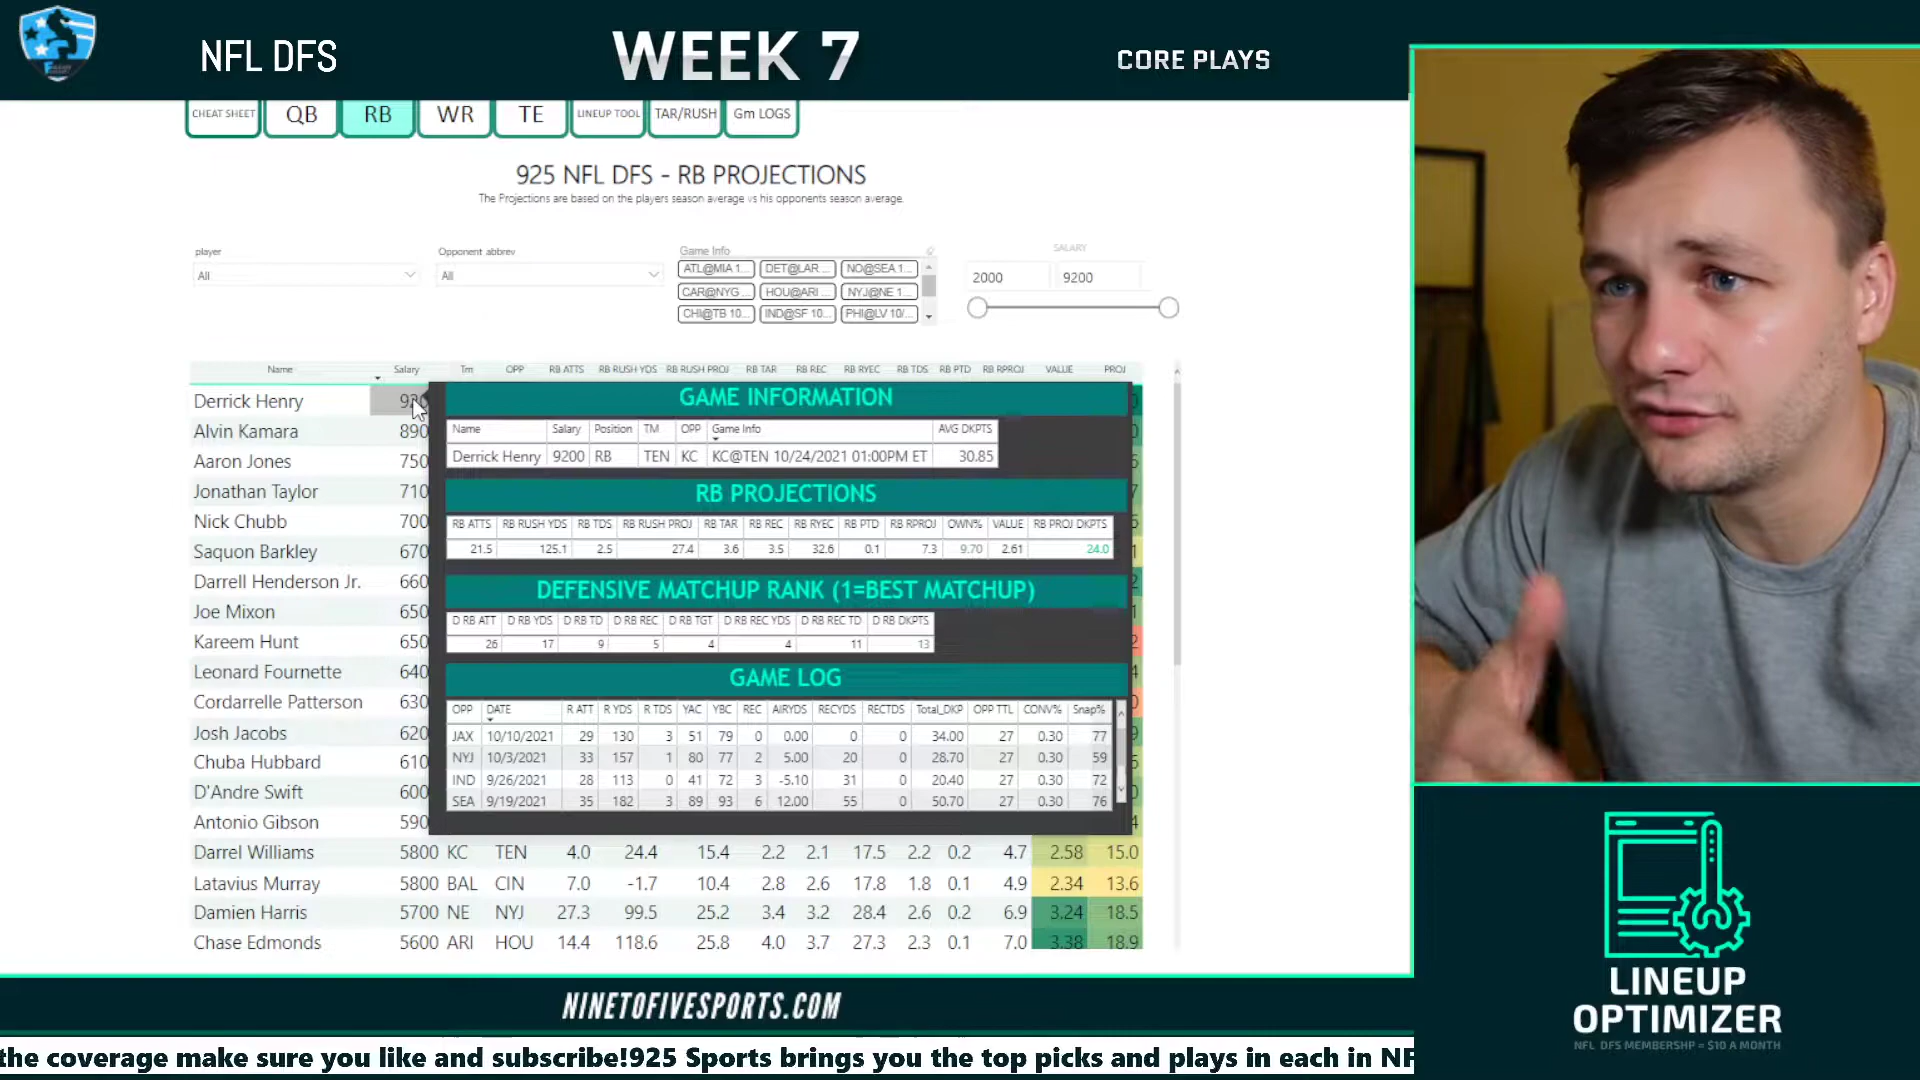 NFL DFS
WEEK 7
CORE PLAYS
CHEAT SHEET QB RB WR TE LINEUP TOOL TAR/RUSH Gm LOGS
925 NFL DFS - RB PROJECTIONS
The Projections are based on the players season average vs his opponents season average.
player Opponent abbrev Game Info SALARY
All All 2000 9200
ATL@MIA 1... DET@LAR ... NO@SEA 1...
CAR@NYG ... HOU@ARI ... NYJ@NE 1...
CHI@TB 10... IND@SF 10... PHI@LV 10/...
Name Salary Tm OPP RB ATTS RB RUSH YDS RB RUSH PROJ RB TAR RB REC RB RYEC RB TDS RB PTD RB RPROJ VALUE PROJ
Derrick Henry 920
Alvin Kamara 890
Aaron Jones 750
Jonathan Taylor 710
Nick Chubb 700
Saquon Barkley 670
Darrell Henderson Jr. 660
Joe Mixon 650
Kareem Hunt 650
Leonard Fournette 640
Cordarrelle Patterson 630
Josh Jacobs 620
Chuba Hubbard 610
D'Andre Swift 600
Antonio Gibson 590
GAME INFORMATION
Name Salary Position TM OPP Game Info AVG DKPTS
Derrick Henry 9200 RB TEN KC KC@TEN 10/24/2021 01:00PM ET 30.85
RB PROJECTIONS
RB ATTS RB RUSH YDS RB TDS RB RUSH PROJ RB TAR RB REC RB RYEC RB PTD RB RPROJ OWN% VALUE RB PROJ DKPTS
21.5 125.1 2.5 27.4 3.6 3.5 32.6 0.1 7.3 9.70 2.61 24.0
DEFENSIVE MATCHUP RANK (1=BEST MATCHUP)
D RB ATT D RB YDS D RB TD D RB REC D RB TGT D RB REC YDS D RB REC TD D RB DKPTS
26 17 9 5 4 4 11 13
GAME LOG
OPP DATE R ATT R YDS R TDS YAC YBC REC AIRYDS RECYDS RECTDS Total_DKP OPP TTL CONV% Snap%
JAX 10/10/2021 29 130 3 51 79 0 0.00 0 0 34.00 27 0.30 77
NYJ 10/3/2021 33 157 1 80 77 2 5.00 20 0 28.70 27 0.30 59
IND 9/26/2021 28 113 0 41 72 3 -5.10 31 0 20.40 27 0.30 72
SEA 9/19/2021 35 182 3 89 93 6 12.00 55 0 50.70 27 0.30 76
Darrel Williams 5800 KC TEN 4.0 24.4 15.4 2.2 2.1 17.5 2.2 0.2 4.7 2.58 15.0
Latavius Murray 5800 BAL CIN 7.0 -1.7 10.4 2.8 2.6 17.8 1.8 0.1 4.9 2.34 13.6
Damien Harris 5700 NE NYJ 27.3 99.5 25.2 3.4 3.2 28.4 2.6 0.2 6.9 3.24 18.5
Chase Edmonds 5600 ARI HOU 14.4 118.6 25.8 4.0 3.7 27.3 2.3 0.1 7.0 3.38 18.9
NINETOFIVESPORTS.COM
LINEUP
OPTIMIZER
NFL DFS MEMBERSHIP = $10 A MONTH
the coverage make sure you like and subscribe!925 Sports brings you the top picks and plays in each in NF